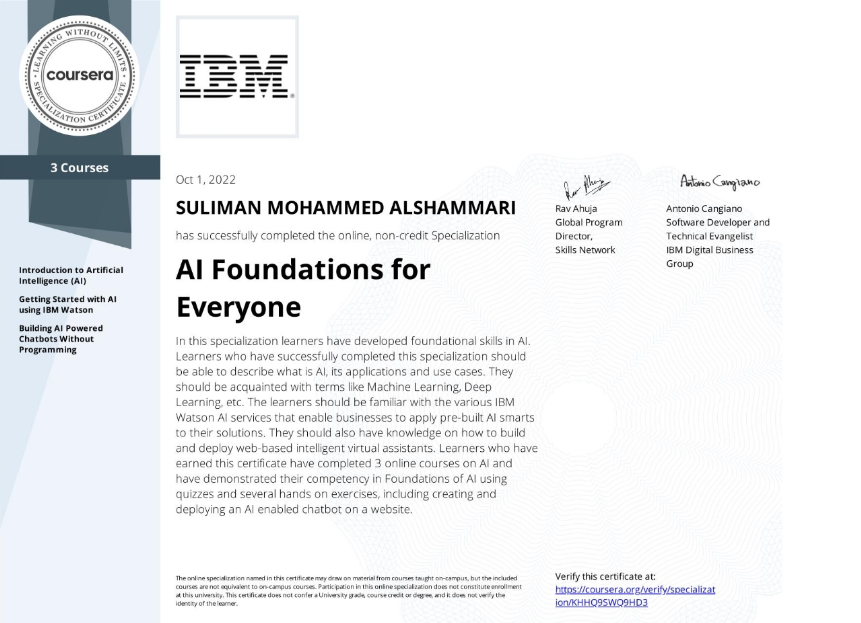 LEARNING WITHOUT LIMITS
coursera
SPECIALIZATION CERTIFICATE
3 Courses
Introduction to Artificial
Intelligence (AI)
Getting Started with AI
using IBM Watson
Building AI Powered
Chatbots Without
Programming
IBM
Oct 1, 2022
SULIMAN MOHAMMED ALSHAMMARI
has successfully completed the online, non-credit Specialization
AI Foundations for
Everyone
In this specialization learners have developed foundational skills in AI.
Learners who have successfully completed this specialization should
be able to describe what is AI, its applications and use cases. They
should be acquainted with terms like Machine Learning, Deep
Learning, etc. The learners should be familiar with the various IBM
Watson AI services that enable businesses to apply pre-built AI smarts
to their solutions. They should also have knowledge on how to build
and deploy web-based intelligent virtual assistants. Learners who have
earned this certificate have completed 3 online courses on AI and
have demonstrated their competency in Foundations of AI using
quizzes and several hands on exercises, including creating and
deploying an AI enabled chatbot on a website.
Antonio Cangiano
Rav Ahuja
Global Program
Director,
Skills Network
Antonio Cangiano
Software Developer and
Technical Evangelist
IBM Digital Business
Group
The online specialization named in this certificate may draw on material from courses taught on-campus, but the included
courses are not equivalent to on-campus courses. Participation in this online specialization does not constitute enrollment
at this university. This certificate does not confer a University grade, course credit or degree, and it does not verify the
identity of the learner.
Verify this certificate at:
https://coursera.org/verify/specializat
ion/KHHQ9SWQ9HD3